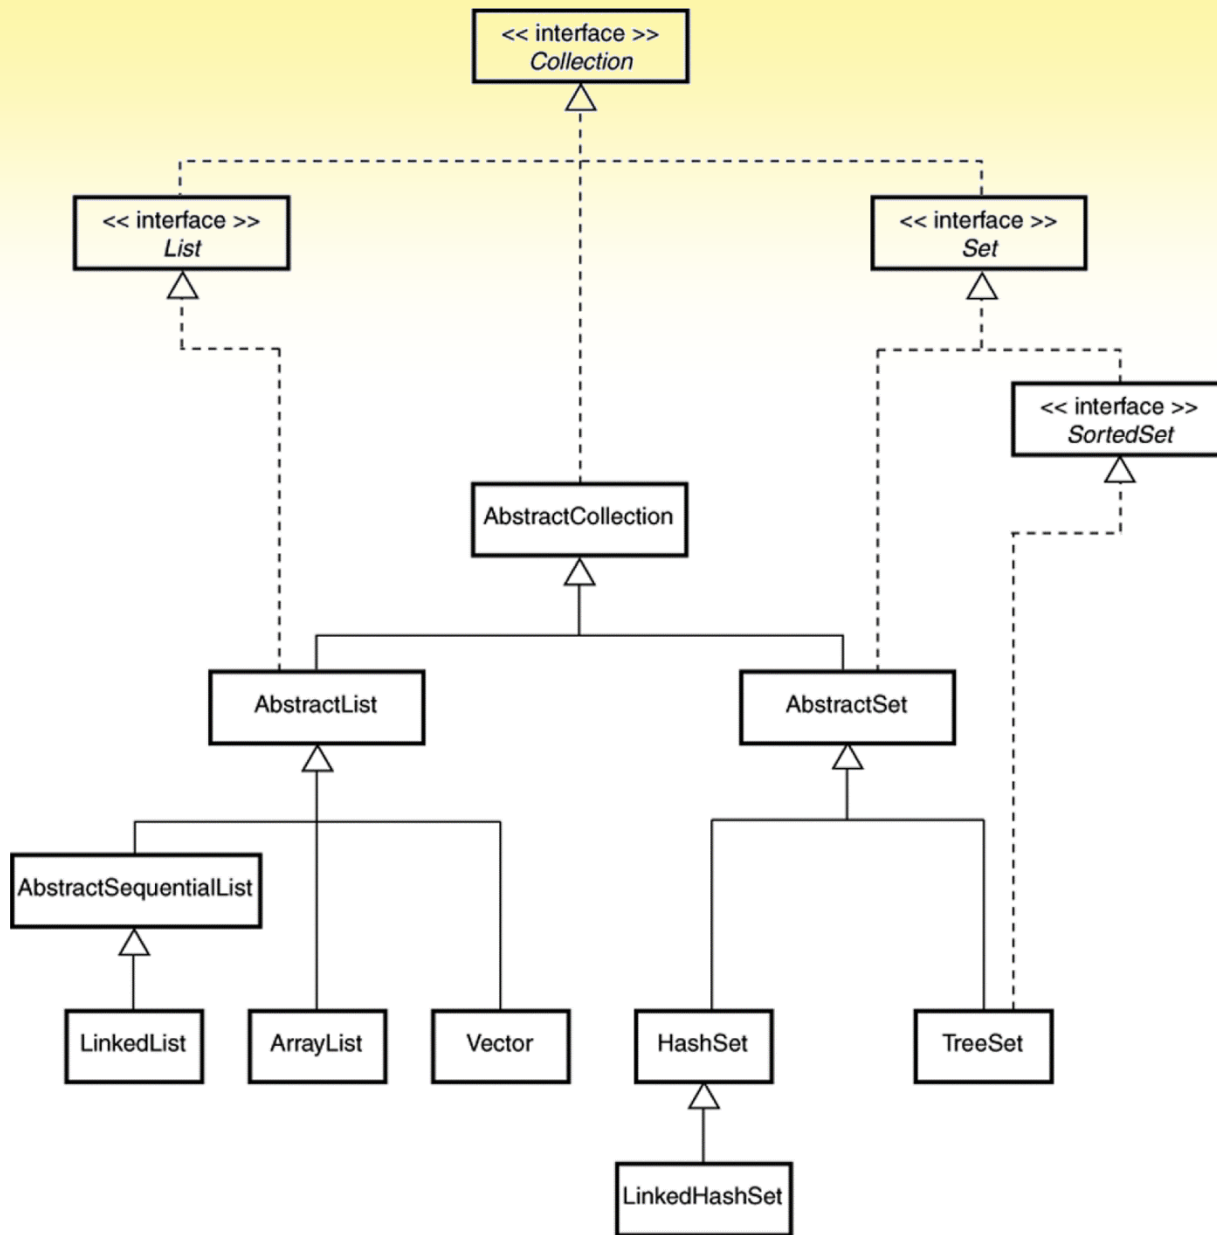 << interface >>
Collection
<< interface >>
List
<< interface >>
Set
<< interface >>
SortedSet
AbstractCollection
AbstractList
AbstractSet
AbstractSequentialList
LinkedList
ArrayList
Vector
HashSet
TreeSet
LinkedHashSet